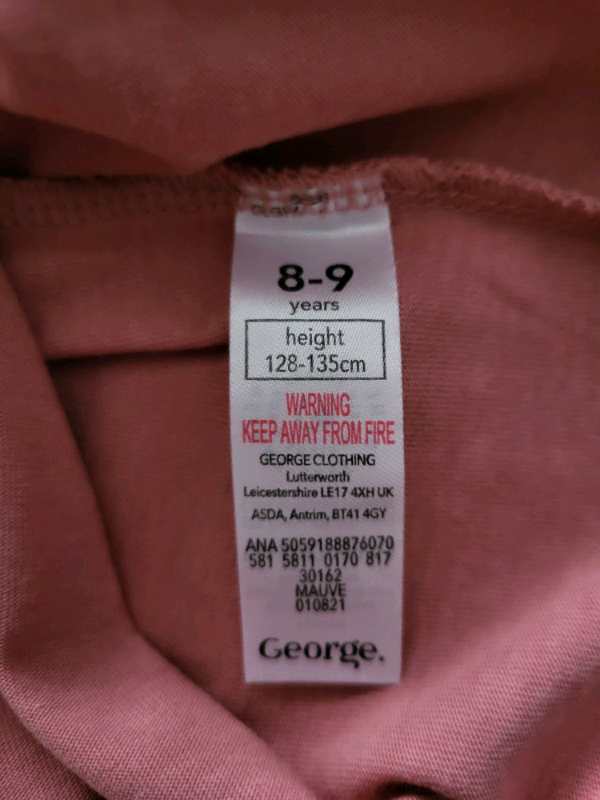 8-9
years
height
128-135cm
WARNING
KEEP AWAY FROM FIRE
GEORGE CLOTHING
Lutterworth
Leicestershire LE17 4XH UK
ASDA, Antrim, BT41 4GY
ANA 5059188876070
581 5811 0170 817
30162
MAUVE
010821
George.